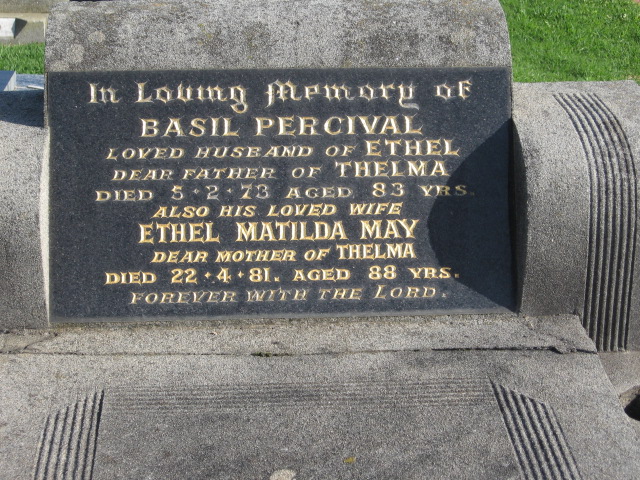 In Loving Memory of
BASIL PERCIVAL
LOVED HUSBAND OF ETHEL
DEAR FATHER OF THELMA
DIED 5·2·73 AGED 83 YRS.
ALSO HIS LOVED WIFE
ETHEL MATILDA MAY
DEAR MOTHER OF THELMA
DIED 22·4·81. AGED 88 YRS.
FOREVER WITH THE LORD.